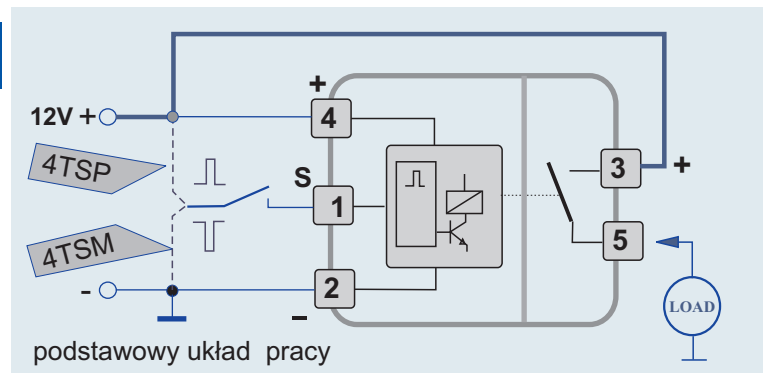 +
12V +
4
4TSP
3
+
S
1
5
4TSM
- 
2
–
LOAD
podstawowy układ pracy